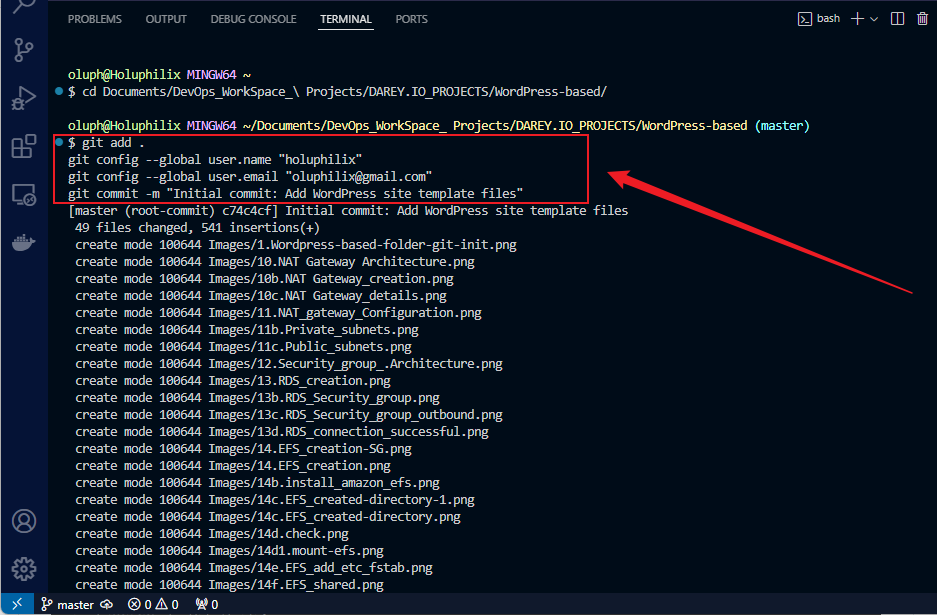 PROBLEMS OUTPUT DEBUG CONSOLE TERMINAL PORTS bash
oluph@Holuphilix MINGW64 ~
$ cd Documents/DevOps_WorkSpace_\ Projects/DAREY.IO_PROJECTS/WordPress-based/
oluph@Holuphilix MINGW64 ~/Documents/DevOps_WorkSpace_ Projects/DAREY.IO_PROJECTS/WordPress-based (master)
$ git add .
git config --global user.name "holuphilix"
git config --global user.email "oluphilix@gmail.com"
git commit -m "Initial commit: Add WordPress site template files"
[master (root-commit) c74c4cf] Initial commit: Add WordPress site template files
49 files changed, 541 insertions(+)
create mode 100644 Images/1.Wordpress-based-folder-git-init.png
create mode 100644 Images/10.NAT Gateway Architecture.png
create mode 100644 Images/10b.NAT Gateway_creation.png
create mode 100644 Images/10c.NAT Gateway_details.png
create mode 100644 Images/11.NAT_gateway_Configuration.png
create mode 100644 Images/11b.Private_subnets.png
create mode 100644 Images/11c.Public_subnets.png
create mode 100644 Images/12.Security_group_.Architecture.png
create mode 100644 Images/13.RDS_creation.png
create mode 100644 Images/13b.RDS_Security_group.png
create mode 100644 Images/13c.RDS_Security_group_outbound.png
create mode 100644 Images/13d.RDS_connection_successful.png
create mode 100644 Images/14.EFS_creation-SG.png
create mode 100644 Images/14.EFS_creation.png
create mode 100644 Images/14b.install_amazon_efs.png
create mode 100644 Images/14c.EFS_created-directory-1.png
create mode 100644 Images/14c.EFS_created-directory.png
create mode 100644 Images/14d.check.png
create mode 100644 Images/14d1.mount-efs.png
create mode 100644 Images/14e.EFS_add_etc_fstab.png
create mode 100644 Images/14f.EFS_shared.png
master 0 0 0